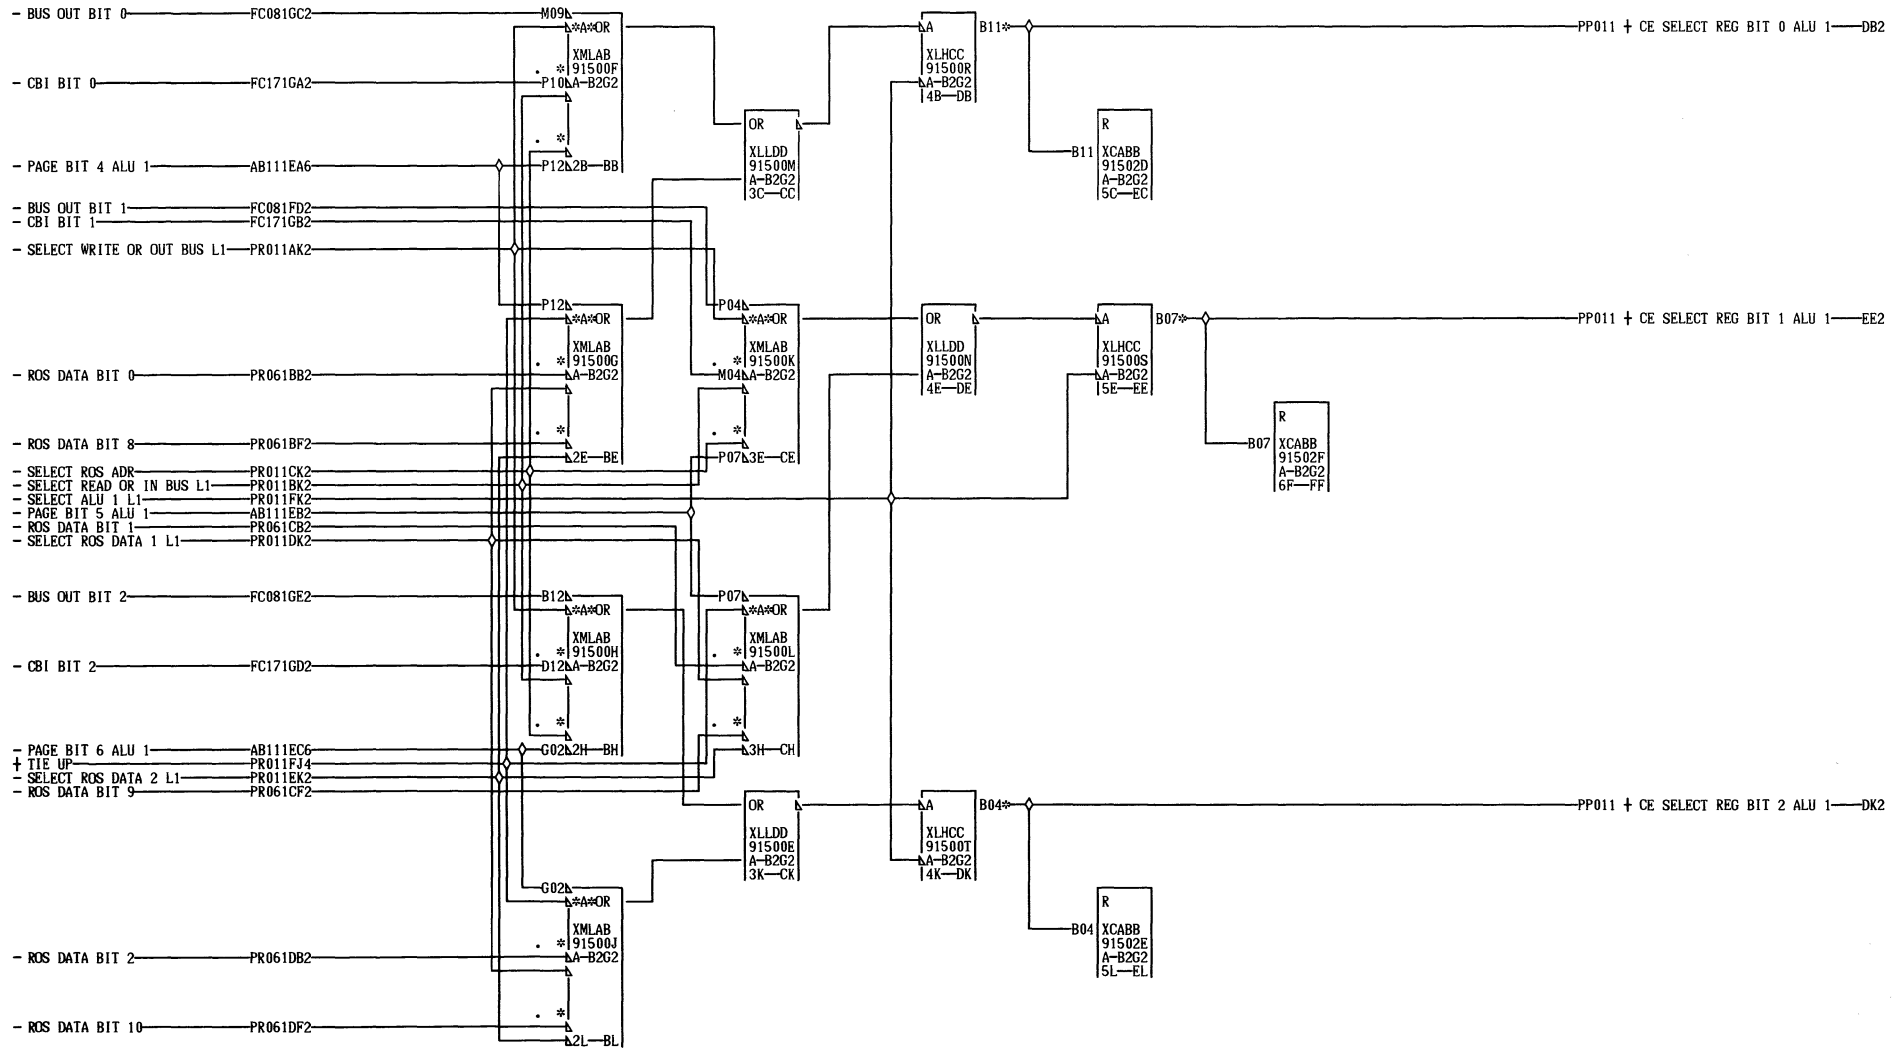 - BUS OUT BIT 0 FC081GC2 M09
*A*OR
XMLAB
. * 91500F
- CBI BIT 0 FC171GA2 P10 A-B2G2
. *
- PAGE BIT 4 ALU 1 AB111EA6 P12 2B BB
A B11*
XLHCC
91500R
A-B2G2
4B DB
PP011 + CE SELECT REG BIT 0 ALU 1 DB2
OR
XLLDD
91500M
A-B2G2
3C CC
R
B11 XCABB
91502D
A-B2G2
5C EC
- BUS OUT BIT 1 FC081FD2
- CBI BIT 1 FC171GB2
- SELECT WRITE OR OUT BUS L1 PR011AK2
P12
*A*OR
XMLAB
. * 91500G
- ROS DATA BIT 0 PR061BB2 A-B2G2
. *
- ROS DATA BIT 8 PR061BF2
2E BE
P04
*A*OR
XMLAB
. * 91500K
M04 A-B2G2
. *
P07 3E CE
OR
XLLDD
91500N
A-B2G2
4E DE
A B07*
XLHCC
91500S
A-B2G2
5E EE
PP011 + CE SELECT REG BIT 1 ALU 1 EE2
R
B07 XCABB
91502F
A-B2G2
6F FF
- SELECT ROS ADR PR011CK2
- SELECT READ OR IN BUS L1 PR011BK2
- SELECT ALU 1 L1 PR011FK2
- PAGE BIT 5 ALU 1 AB111EB2
- ROS DATA BIT 1 PR061CB2
- SELECT ROS DATA 1 L1 PR011DK2
- BUS OUT BIT 2 FC081GE2 B12
*A*OR
XMLAB
. * 91500H
- CBI BIT 2 FC171GD2 D12 A-B2G2
. *
- PAGE BIT 6 ALU 1 AB111EC6 G02 2H BH
P07
*A*OR
XMLAB
. * 91500L
A-B2G2
. *
3H CH
+ TIE UP PR011FJ4
- SELECT ROS DATA 2 L1 PR011EK2
- ROS DATA BIT 9 PR061CF2
OR
XLLDD
91500E
A-B2G2
3K CK
A B04*
XLHCC
91500T
A-B2G2
4K DK
PP011 + CE SELECT REG BIT 2 ALU 1 DK2
G02
*A*OR
XMLAB
. * 91500J
- ROS DATA BIT 2 PR061DB2 A-B2G2
. *
- ROS DATA BIT 10 PR061DF2
2L BL
R
B04 XCABB
91502E
A-B2G2
5L EL